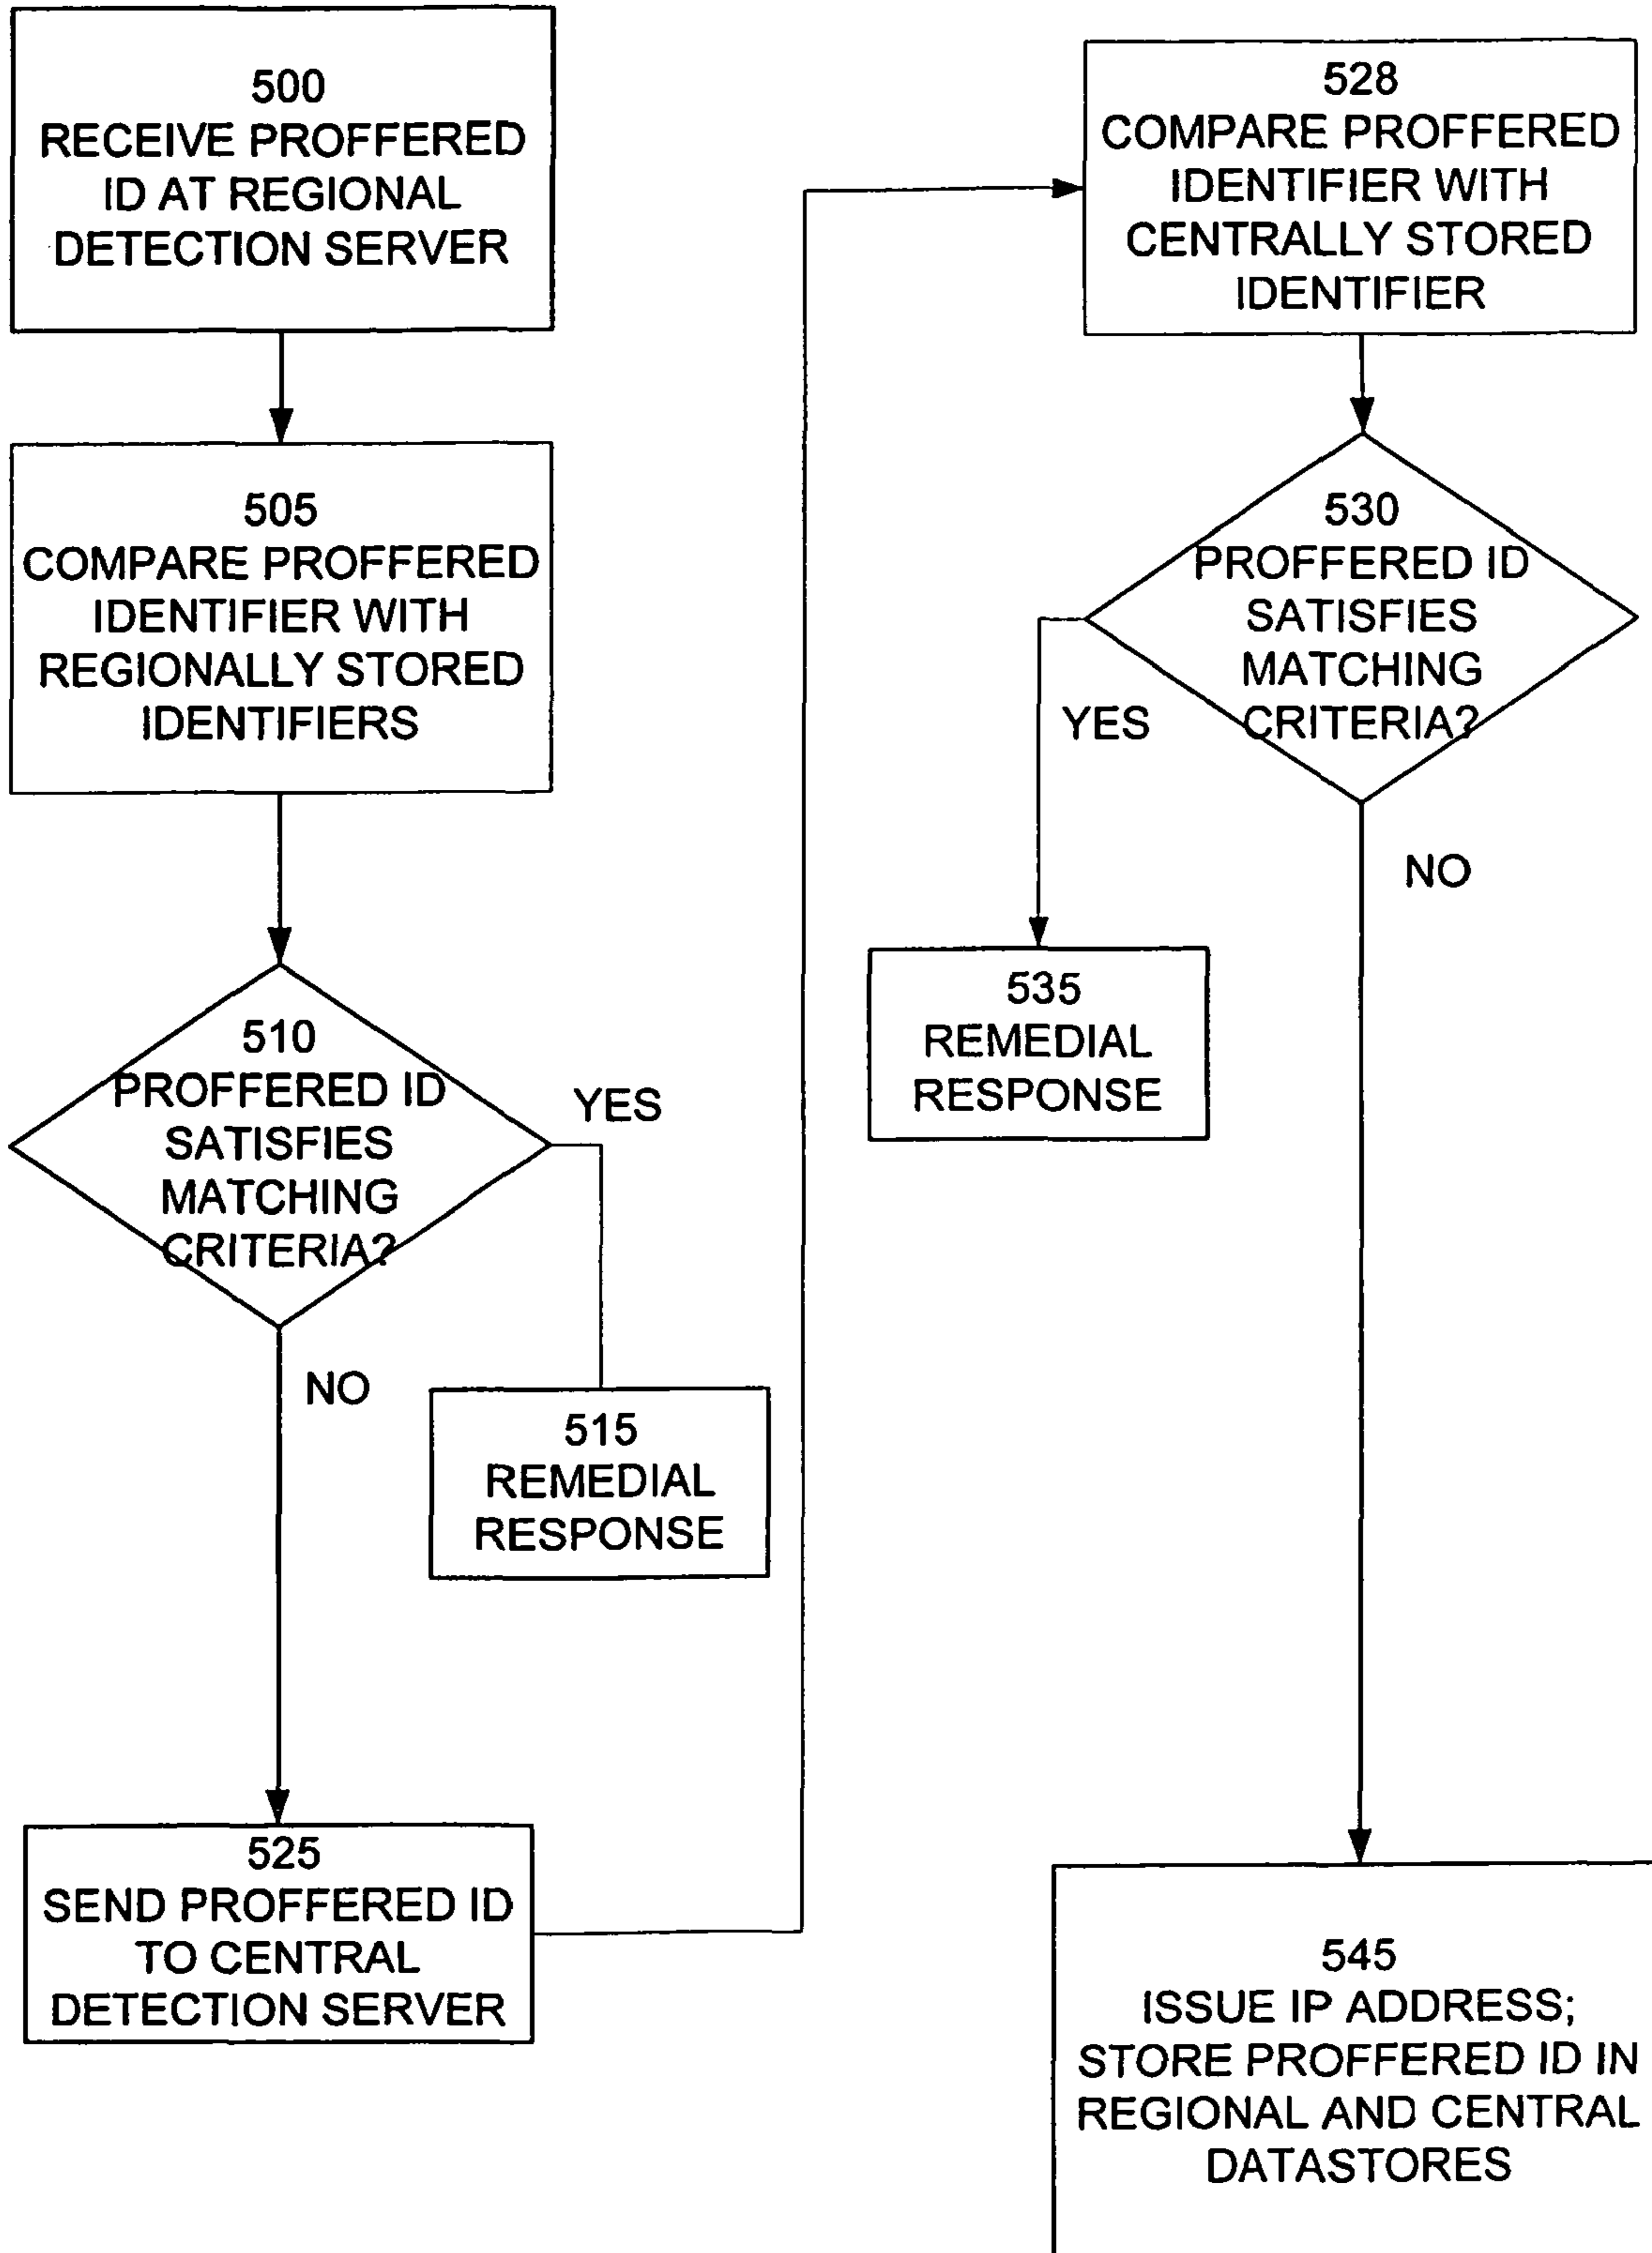 500
RECEIVE PROFFERED
ID AT REGIONAL
DETECTION SERVER
505
COMPARE PROFFERED
IDENTIFIER WITH
REGIONALLY STORED
IDENTIFIERS
510
PROFFERED ID
SATISFIES
MATCHING
CRITERIA?
YES
NO
515
REMEDIAL
RESPONSE
525
SEND PROFFERED ID
TO CENTRAL
DETECTION SERVER
528
COMPARE PROFFERED
IDENTIFIER WITH
CENTRALLY STORED
IDENTIFIER
530
PROFFERED ID
SATISFIES
MATCHING
CRITERIA?
YES
NO
535
REMEDIAL
RESPONSE
545
ISSUE IP ADDRESS;
STORE PROFFERED ID IN
REGIONAL AND CENTRAL
DATASTORES